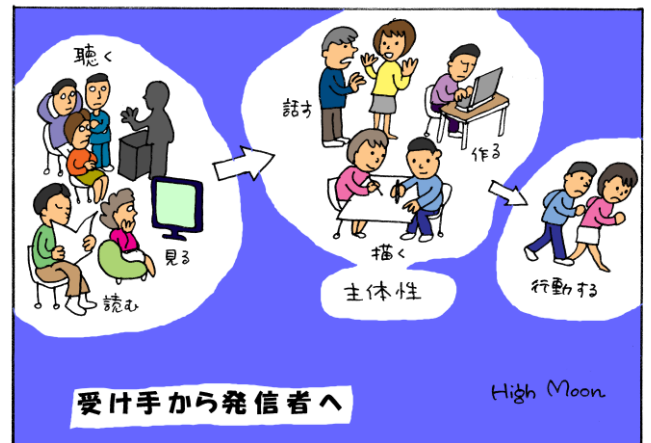 聴く
見る
読む
話す
作る
描く
主体性
行動する
受け手から発信者へ
High Moon